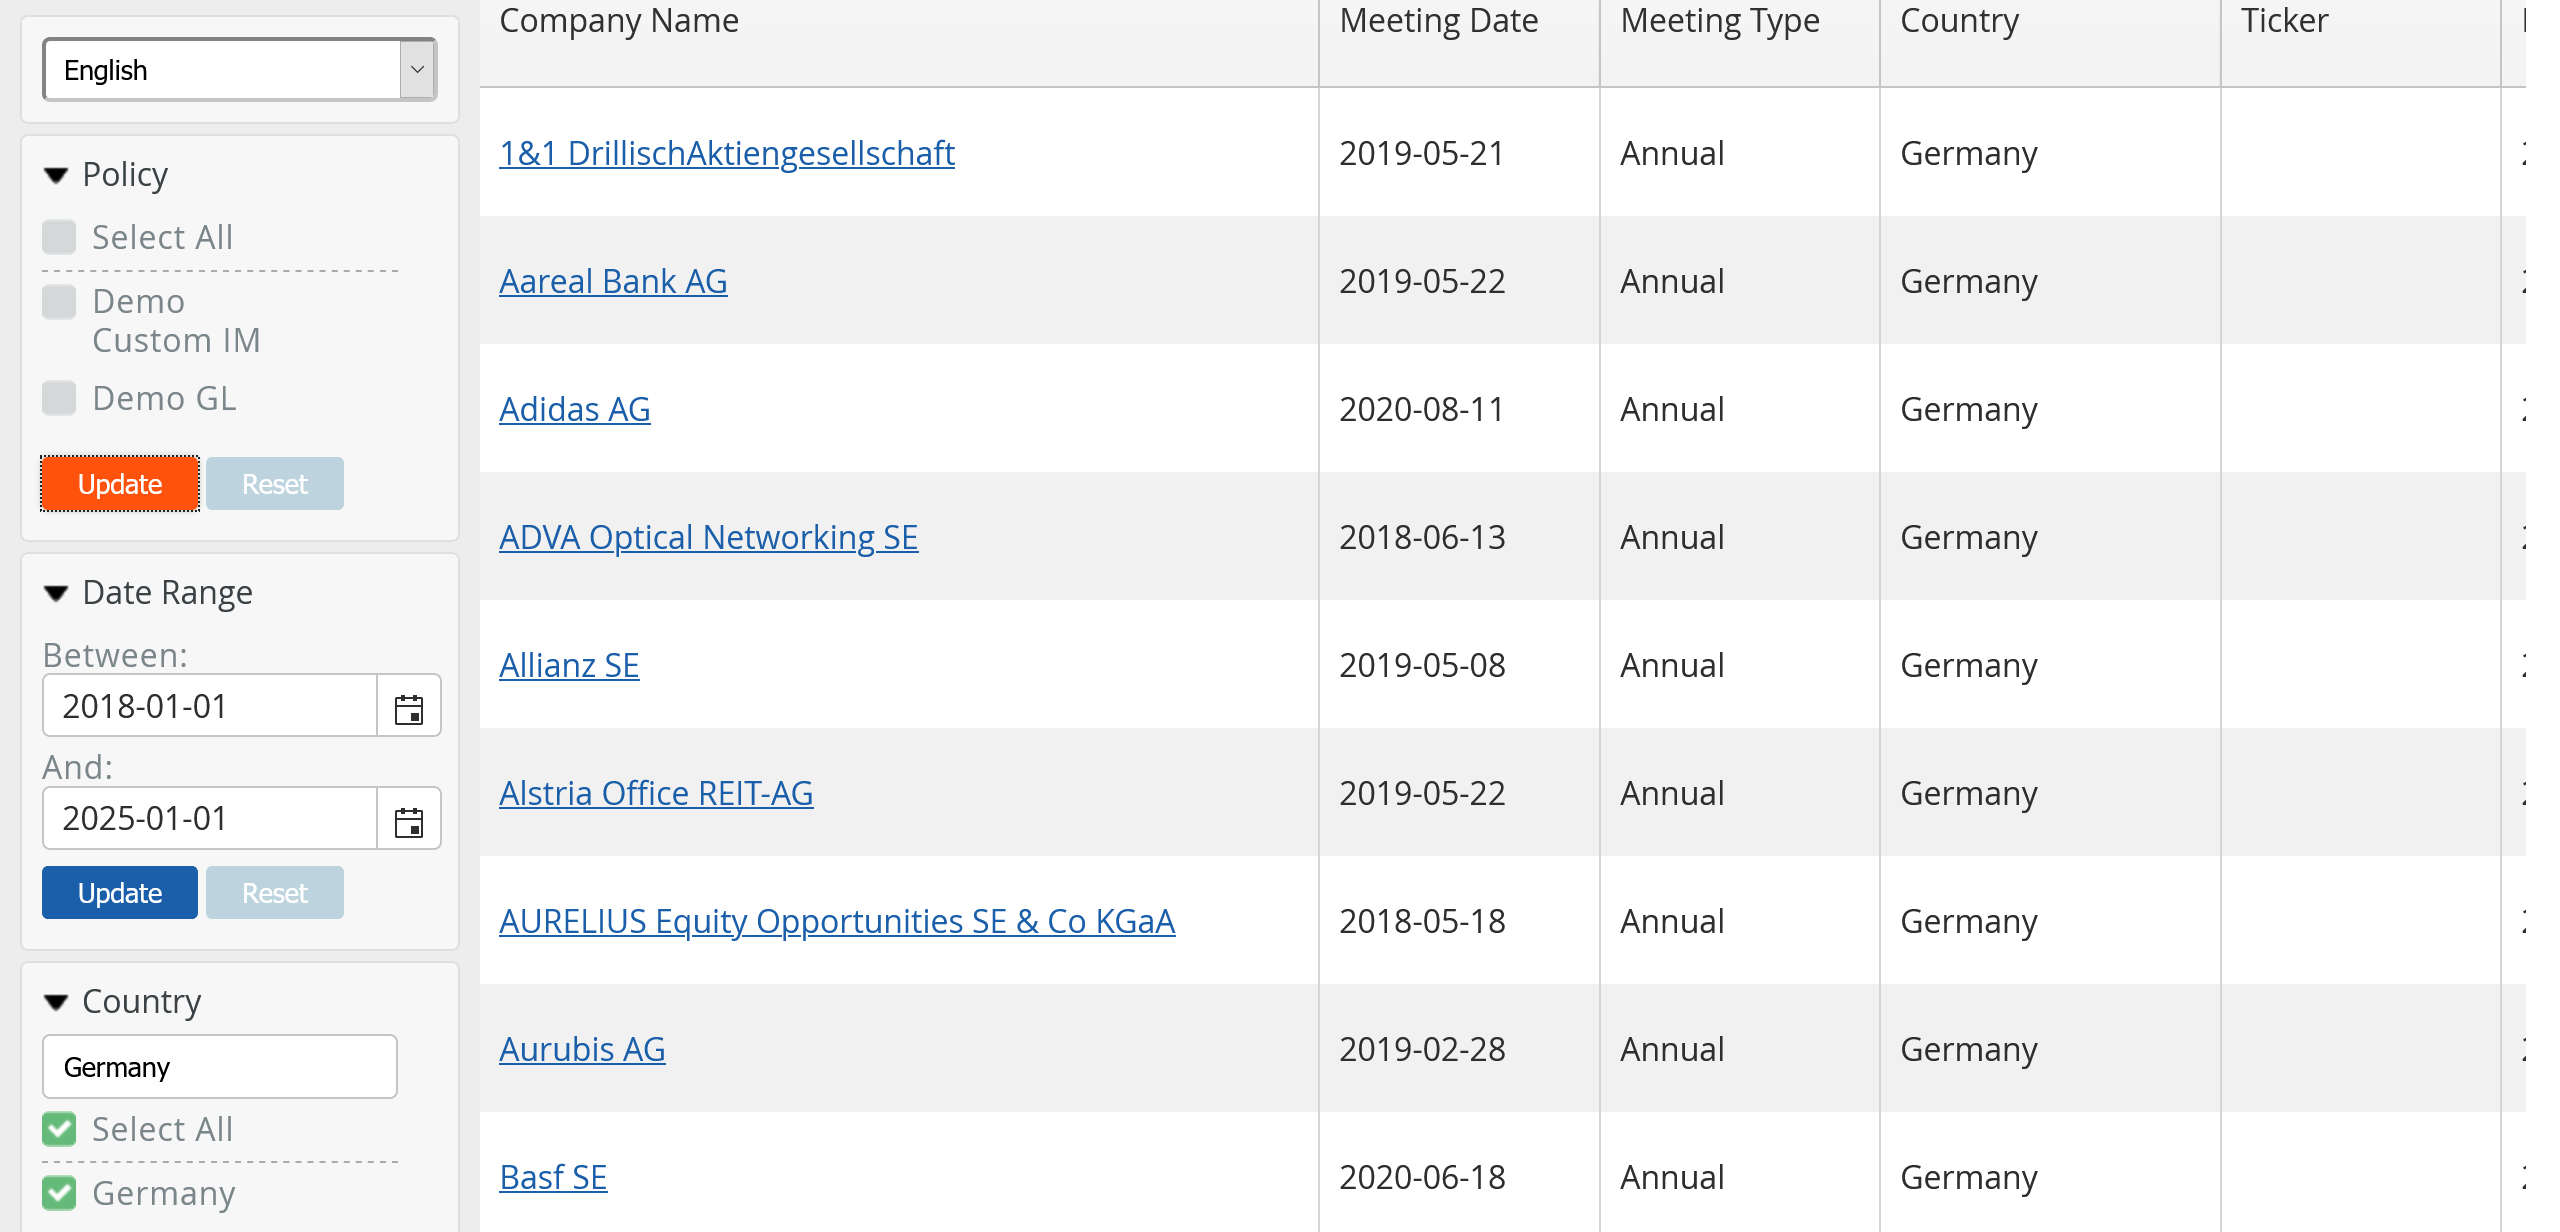 English
Policy
Select All
Demo
Custom IM
Demo GL
Update Reset
Date Range
Between:
2018-01-01
And:
2025-01-01
Update Reset
Country
Germany
Select All
Germany
Company Name Meeting Date Meeting Type Country Ticker
1&1 DrillischAktiengesellschaft 2019-05-21 Annual Germany
Aareal Bank AG 2019-05-22 Annual Germany
Adidas AG 2020-08-11 Annual Germany
ADVA Optical Networking SE 2018-06-13 Annual Germany
Allianz SE 2019-05-08 Annual Germany
Alstria Office REIT-AG 2019-05-22 Annual Germany
AURELIUS Equity Opportunities SE & Co KGaA 2018-05-18 Annual Germany
Aurubis AG 2019-02-28 Annual Germany
Basf SE 2020-06-18 Annual Germany